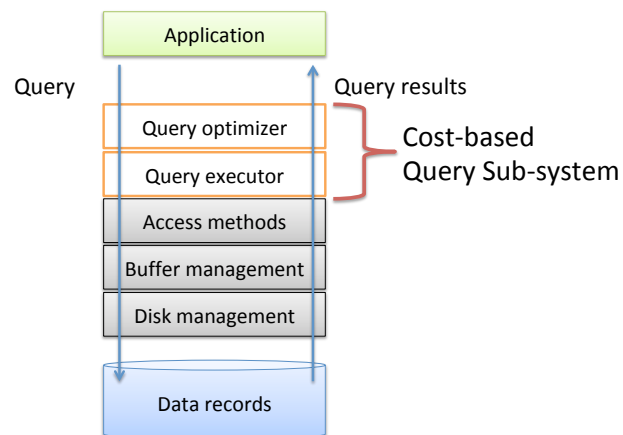 Application
Query
Query results
Query optimizer
Cost-based
Query Sub-system
Query executor
Access methods
Buffer management
Disk management
Data records